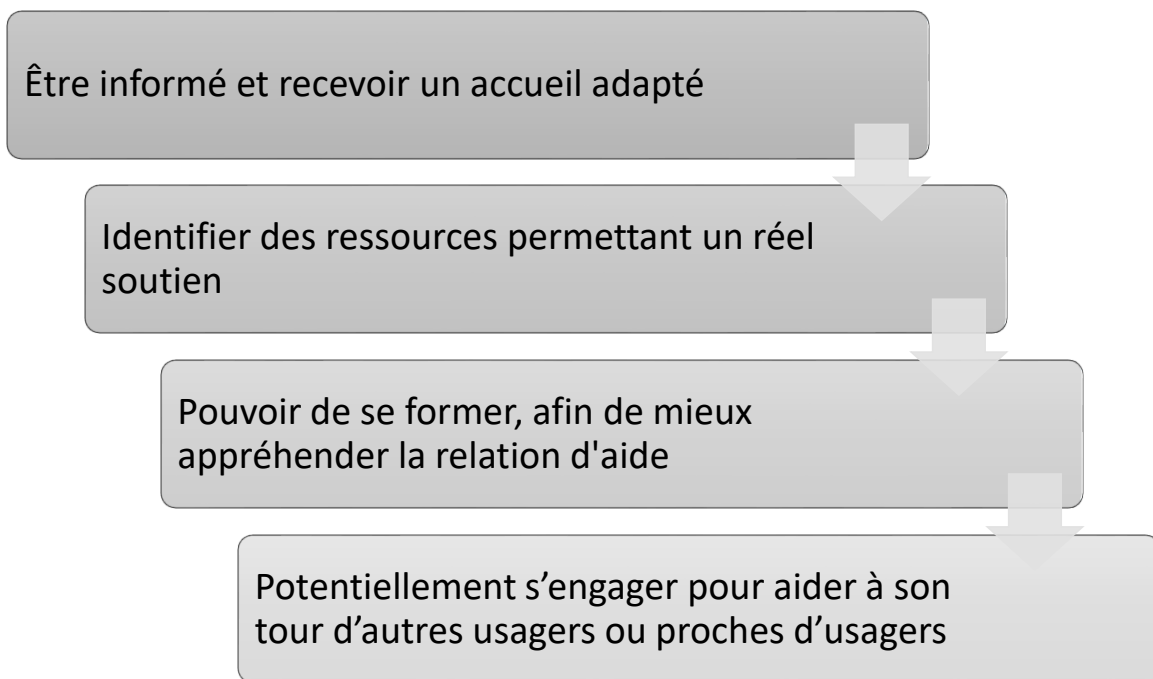 Être informé et recevoir un accueil adapté
Identifier des ressources permettant un réel
soutien
Pouvoir de se former, afin de mieux
appréhender la relation d'aide
Potentiellement s’engager pour aider à son
tour d’autres usagers ou proches d’usagers